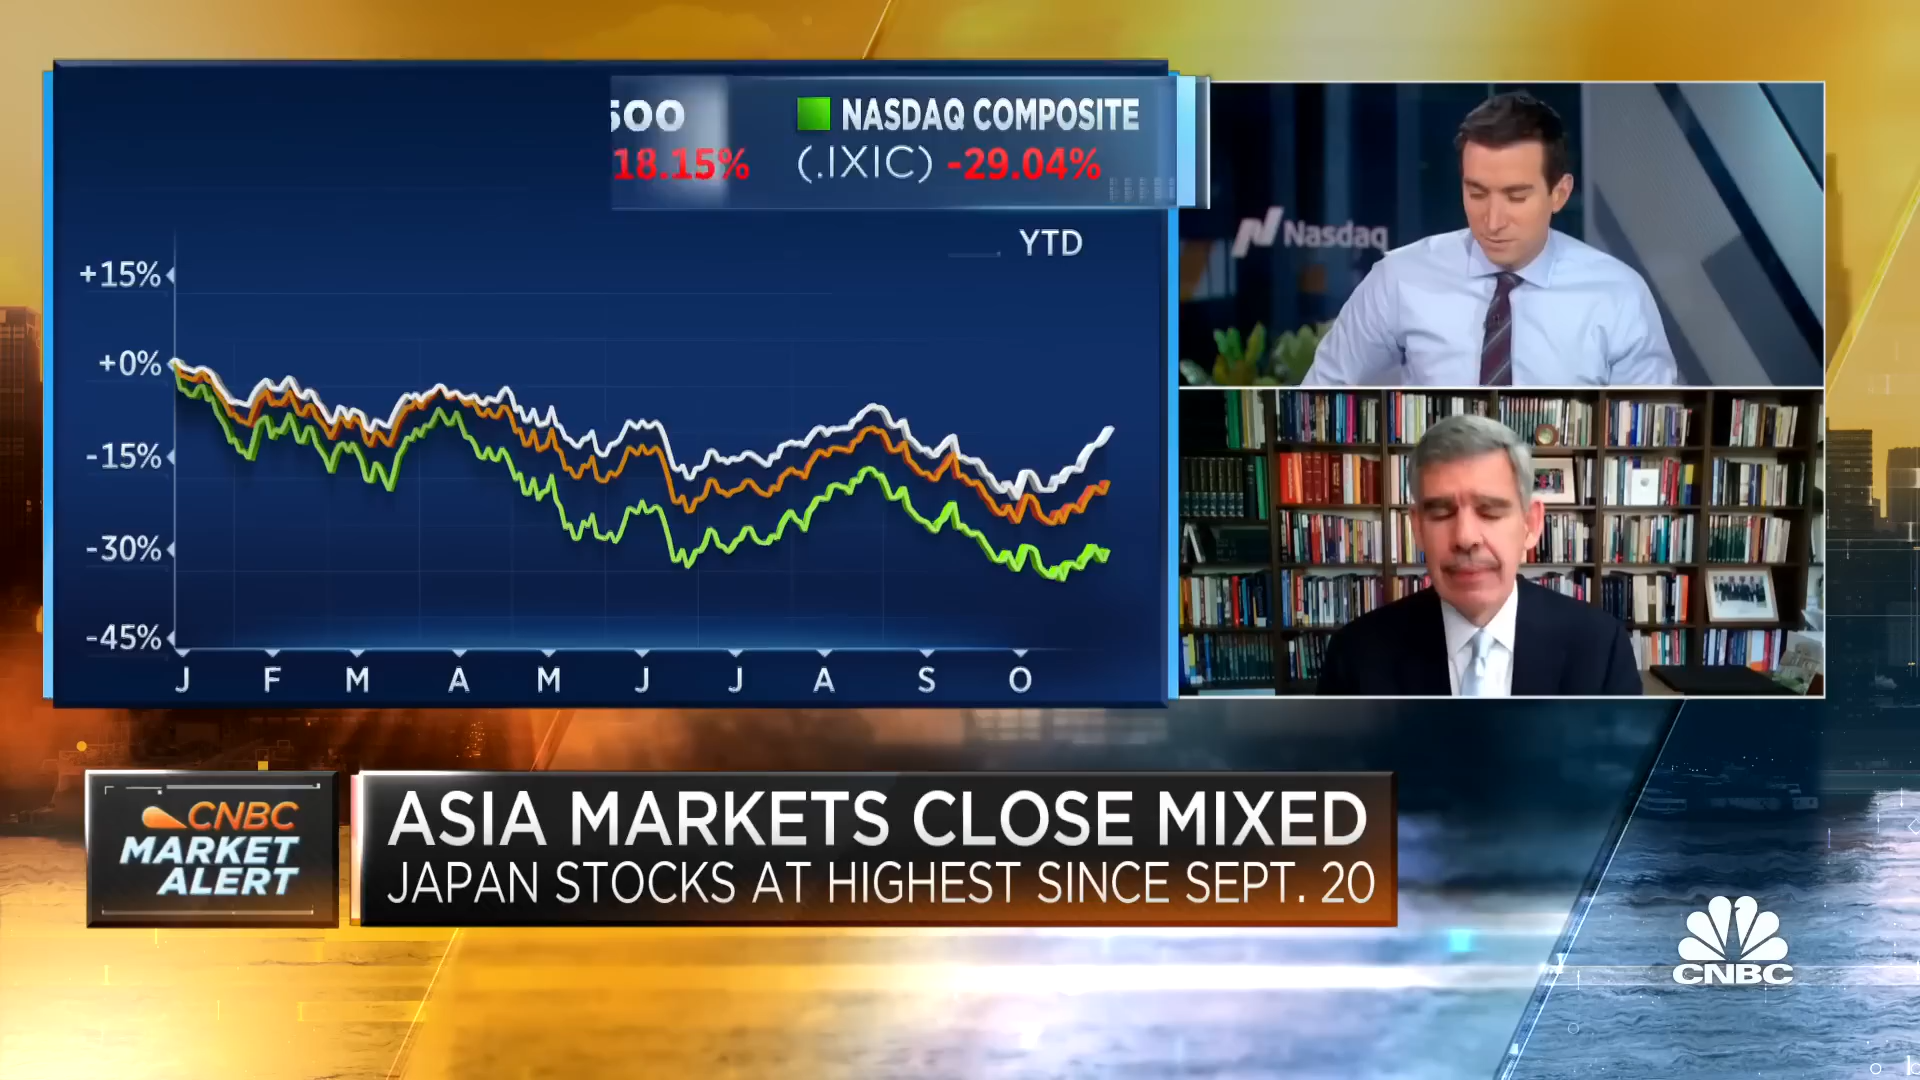 500
18.15%
NASDAQ COMPOSITE
(.IXIC) -29.04%
YTD
+15%
+0%
-15%
-30%
-45%
J F M A M J J A S O
Nasdaq
CNBC
MARKET
ALERT
ASIA MARKETS CLOSE MIXED
JAPAN STOCKS AT HIGHEST SINCE SEPT. 20
CNBC